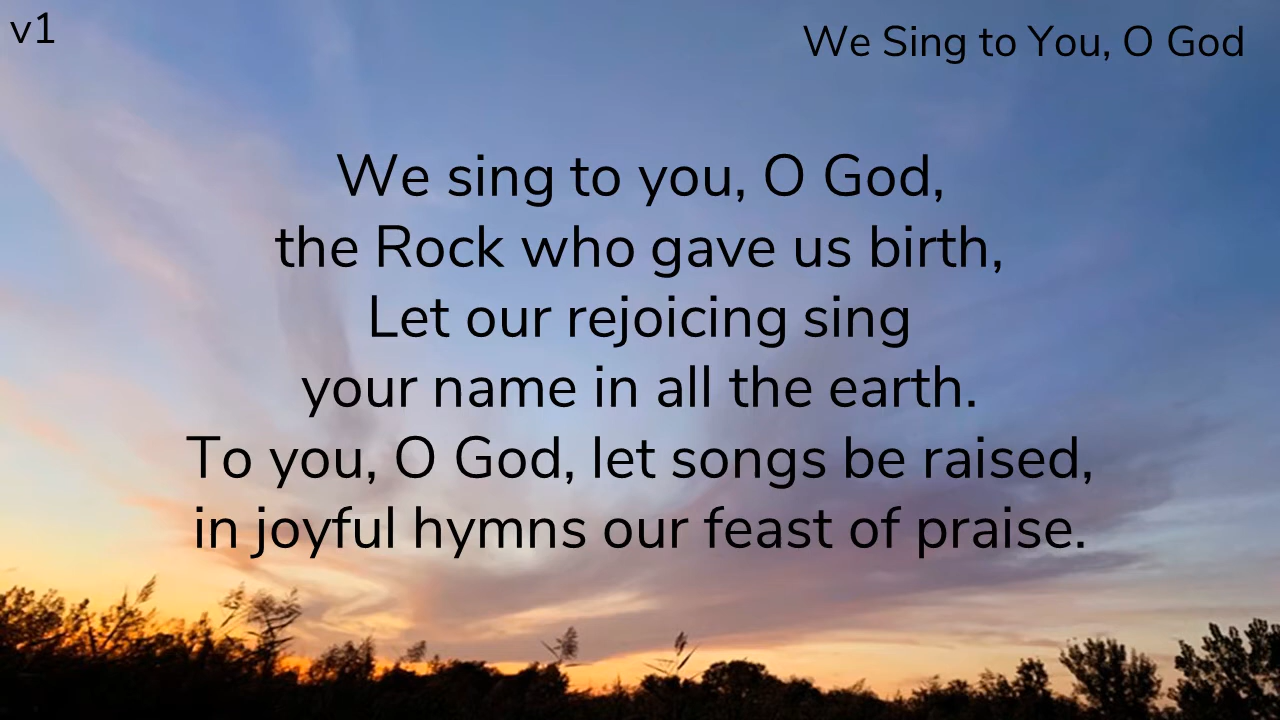 v1
We Sing to You, O God
We sing to you, O God,
the Rock who gave us birth,
Let our rejoicing sing
your name in all the earth.
To you, O God, let songs be raised,
in joyful hymns our feast of praise.